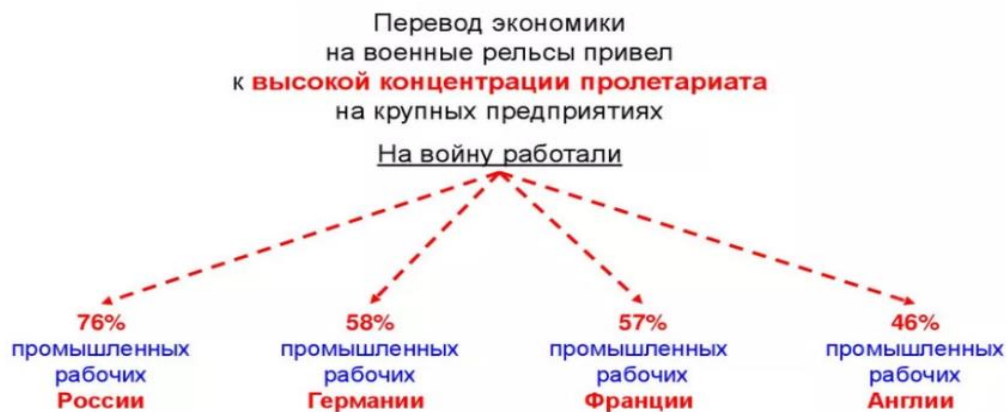 Перевод экономики
на военные рельсы привел
к высокой концентрации пролетариата
на крупных предприятиях
На войну работали
76%
промышленных
рабочих
России
58%
промышленных
рабочих
Германии
57%
промышленных
рабочих
Франции
46%
промышленных
рабочих
Англии